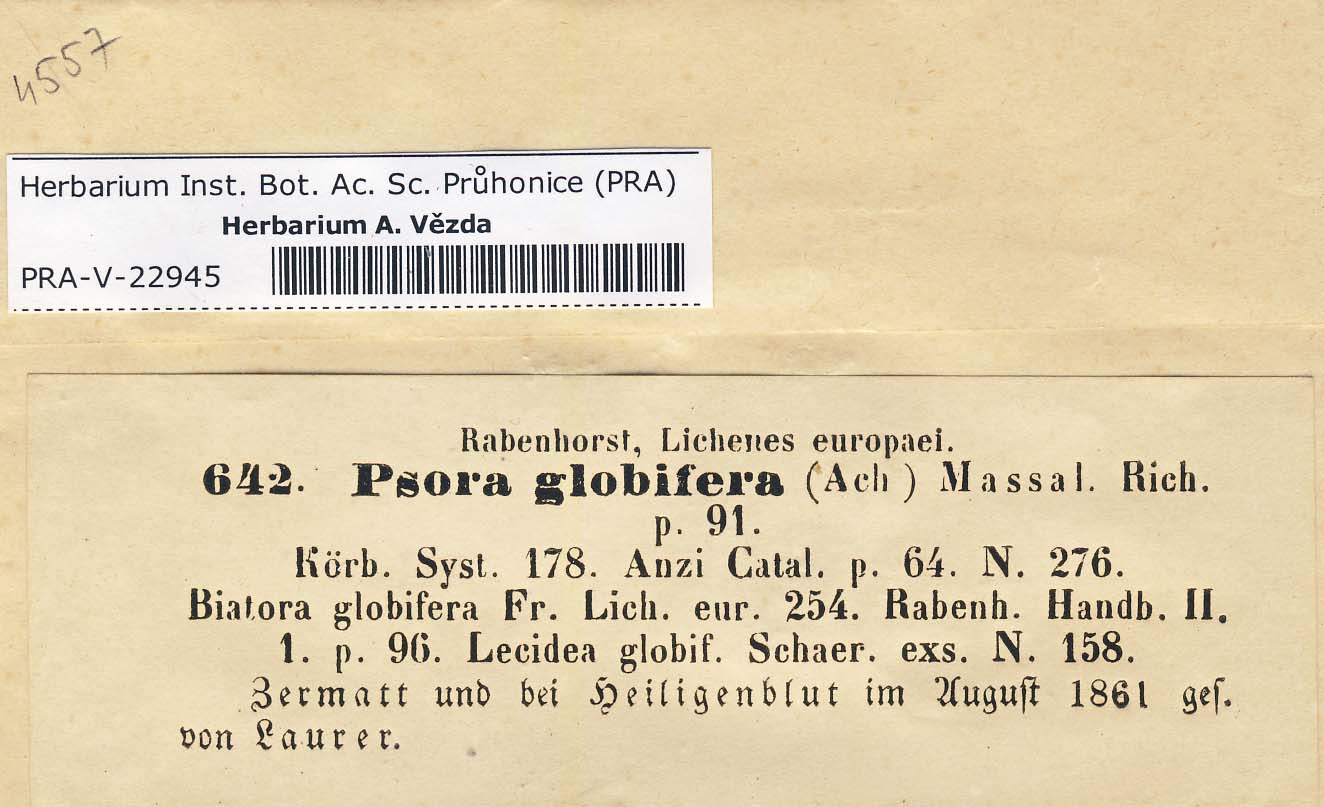 4557
Herbarium Inst. Bot. Ac. Sc. Průhonice (PRA)
Herbarium A. Vězda
PRA-V-22945
Rabenhorst, Lichenes europaei.
642. Psora globifera (Ach) Massal. Rich.
p. 91.
Körb. Syst. 178. Anzi Catal. p. 64. N. 276.
Biatora globifera Fr. Lich. eur. 254. Rabenh. Handb. II.
1. p. 96. Lecidea globif. Schaer. exs. N. 158.
Zermatt und bei Heiligenblut im Auguſt 1861 geſ.
von Laurer.